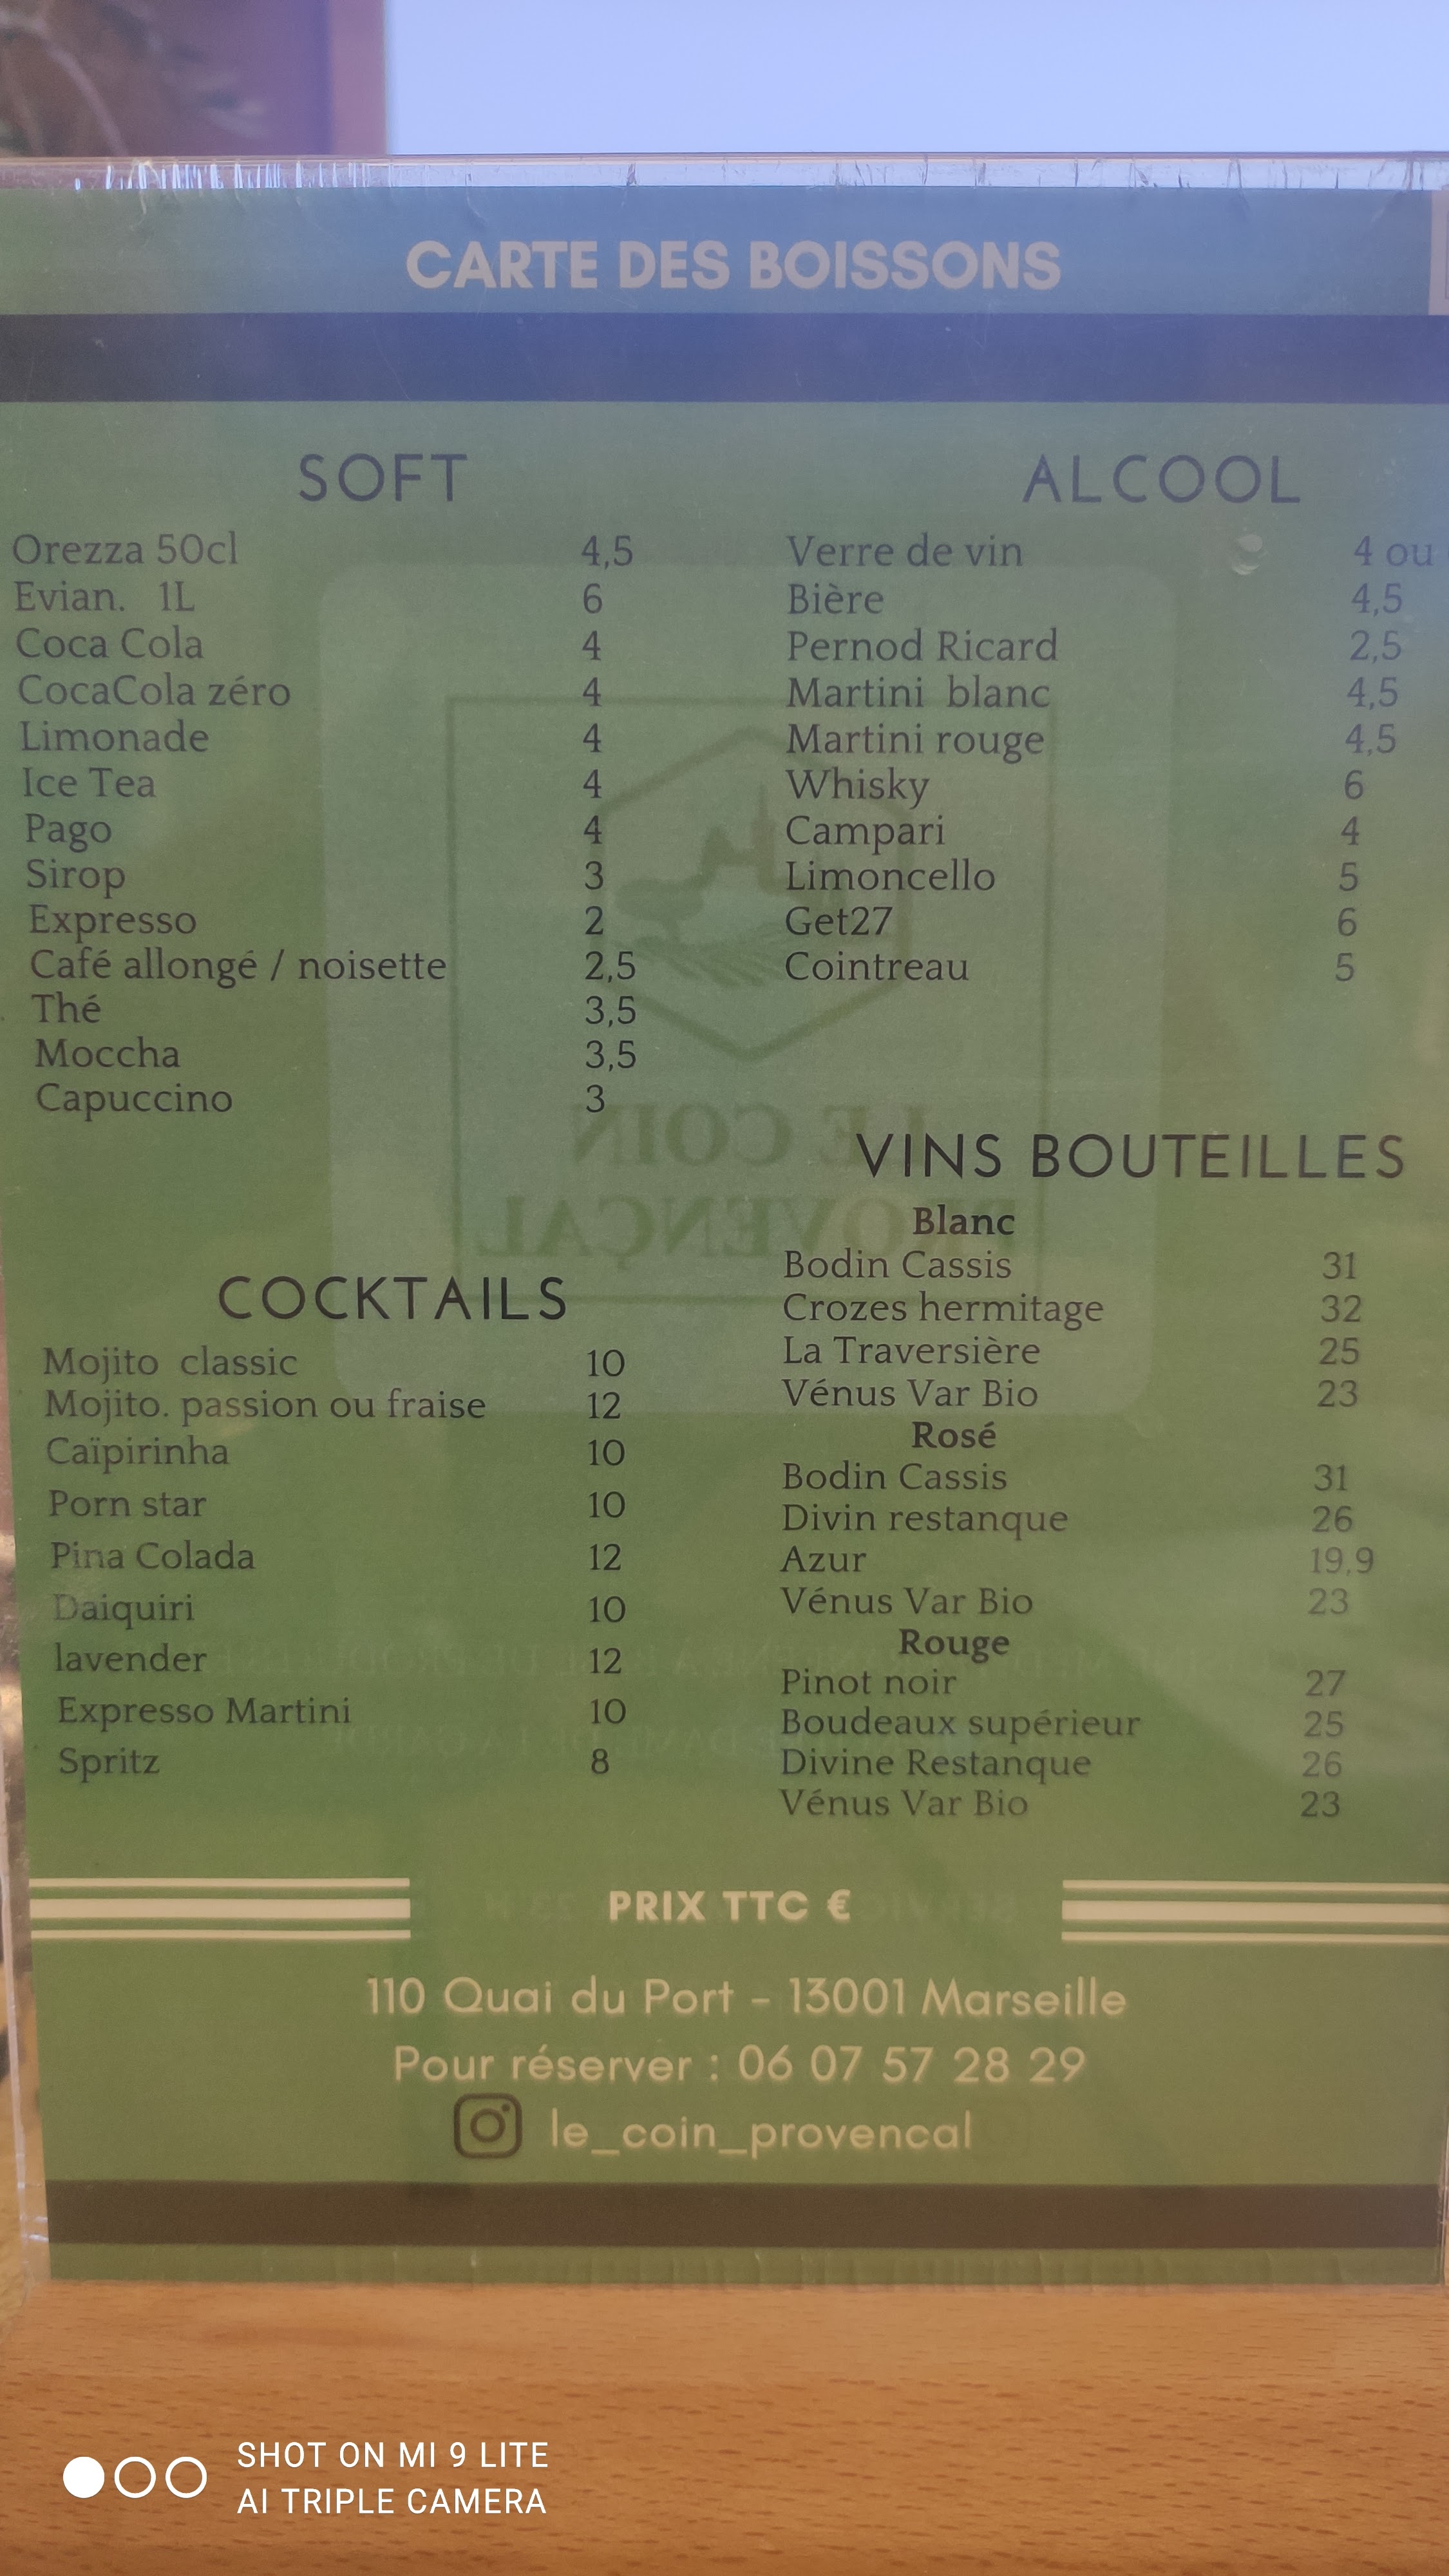 CARTE DES BOISSONS
SOFT
Orezza 50cl 4,5
Evian. 1L 6
Coca Cola 4
CocaCola zéro 4
Limonade 4
Ice Tea 4
Pago 4
Sirop 3
Expresso 2
Café allongé / noisette 2,5
Thé 3,5
Moccha 3,5
Capuccino 3
COCKTAILS
Mojito classic 10
Mojito. passion ou fraise 12
Caïpirinha 10
Porn star 10
Pina Colada 12
Daiquiri 10
lavender 12
Expresso Martini 10
Spritz 8
ALCOOL
Verre de vin 4 ou
Bière 4,5
Pernod Ricard 2,5
Martini blanc 4,5
Martini rouge 4,5
Whisky 6
Campari 4
Limoncello 5
Get27 6
Cointreau 5
VINS BOUTEILLES
Blanc
Bodin Cassis 31
Crozes hermitage 32
La Traversière 25
Vénus Var Bio 23
Rosé
Bodin Cassis 31
Divin restanque 26
Azur 19,9
Vénus Var Bio 23
Rouge
Pinot noir 27
Boudeaux supérieur 25
Divine Restanque 26
Vénus Var Bio 23
LE COIN
PROVENÇAL
PRIX TTC €
110 Quai du Port - 13001 Marseille
Pour réserver : 06 07 57 28 29
le_coin_provencal
SHOT ON MI 9 LITE
AI TRIPLE CAMERA